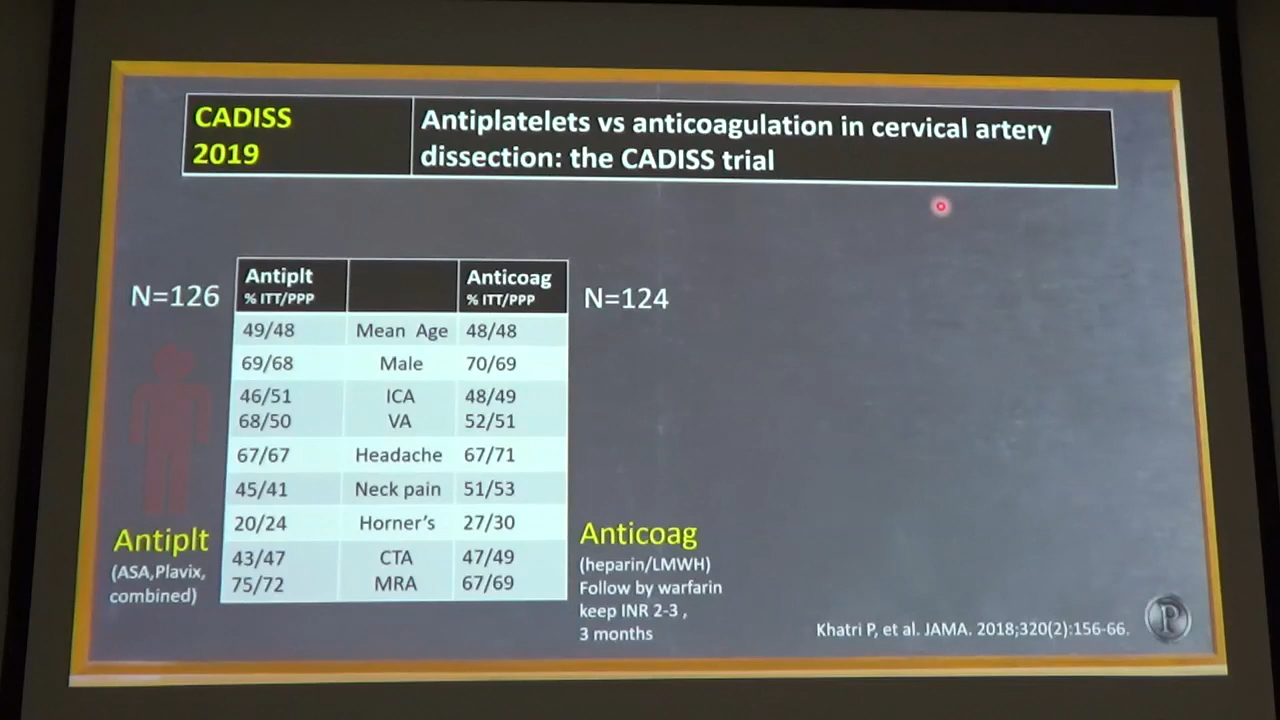 CADISS
2019
Antiplatelets vs anticoagulation in cervical artery
dissection: the CADISS trial
N=126
Antiplt
% ITT/PPP
Anticoag
% ITT/PPP
N=124
49/48 Mean Age 48/48
69/68 Male 70/69
46/51 ICA 48/49
68/50 VA 52/51
67/67 Headache 67/71
45/41 Neck pain 51/53
20/24 Horner's 27/30
43/47 CTA 47/49
75/72 MRA 67/69
Antiplt
(ASA,Plavix,
combined)
Anticoag
(heparin/LMWH)
Follow by warfarin
keep INR 2-3 ,
3 months
Khatri P, et al. JAMA. 2018;320(2):156-66.
P